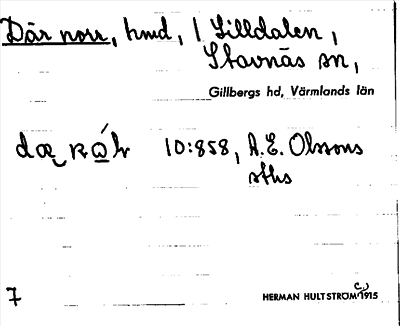 Där norr, hmd, i Lilldalen,
Stavnäs sn,
Gillbergs hd, Värmlands län
10:858, A.E. Olssons
sths
7
HERMAN HULTSTRÖM 1915